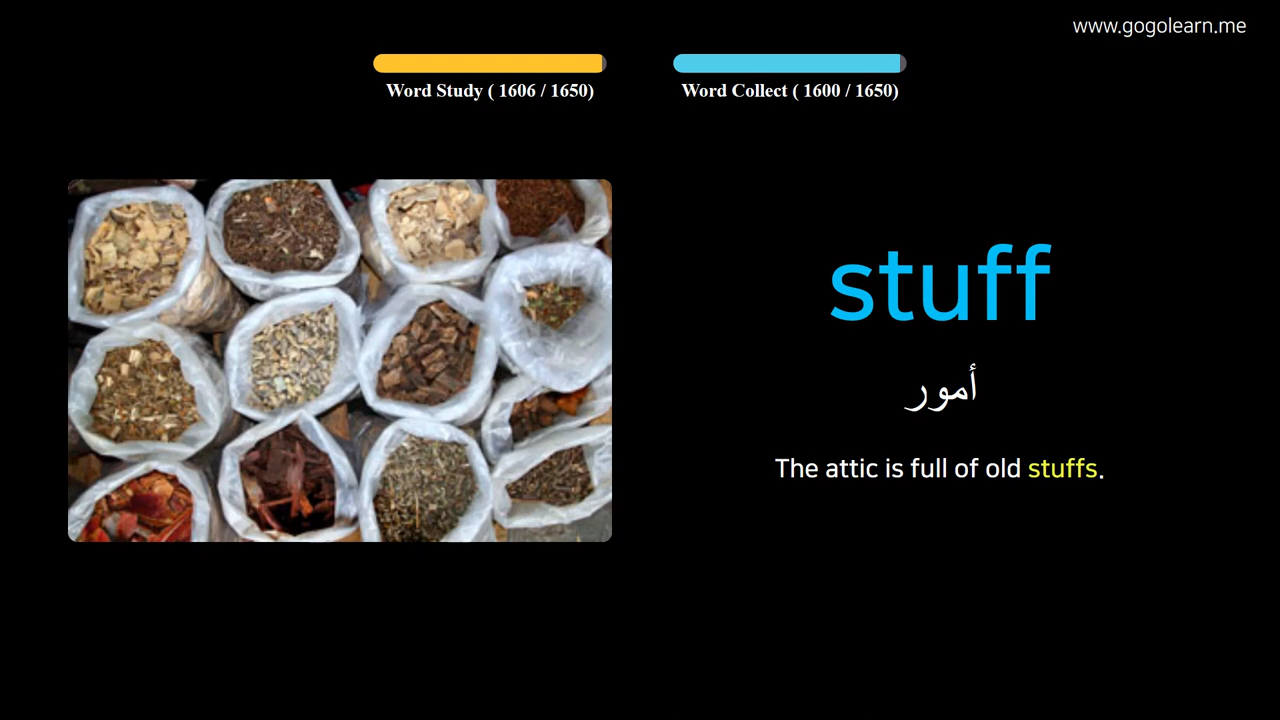 www.gogolearn.me
Word Study ( 1606 / 1650)
Word Collect ( 1600 / 1650)
stuff
أمور
The attic is full of old stuffs.